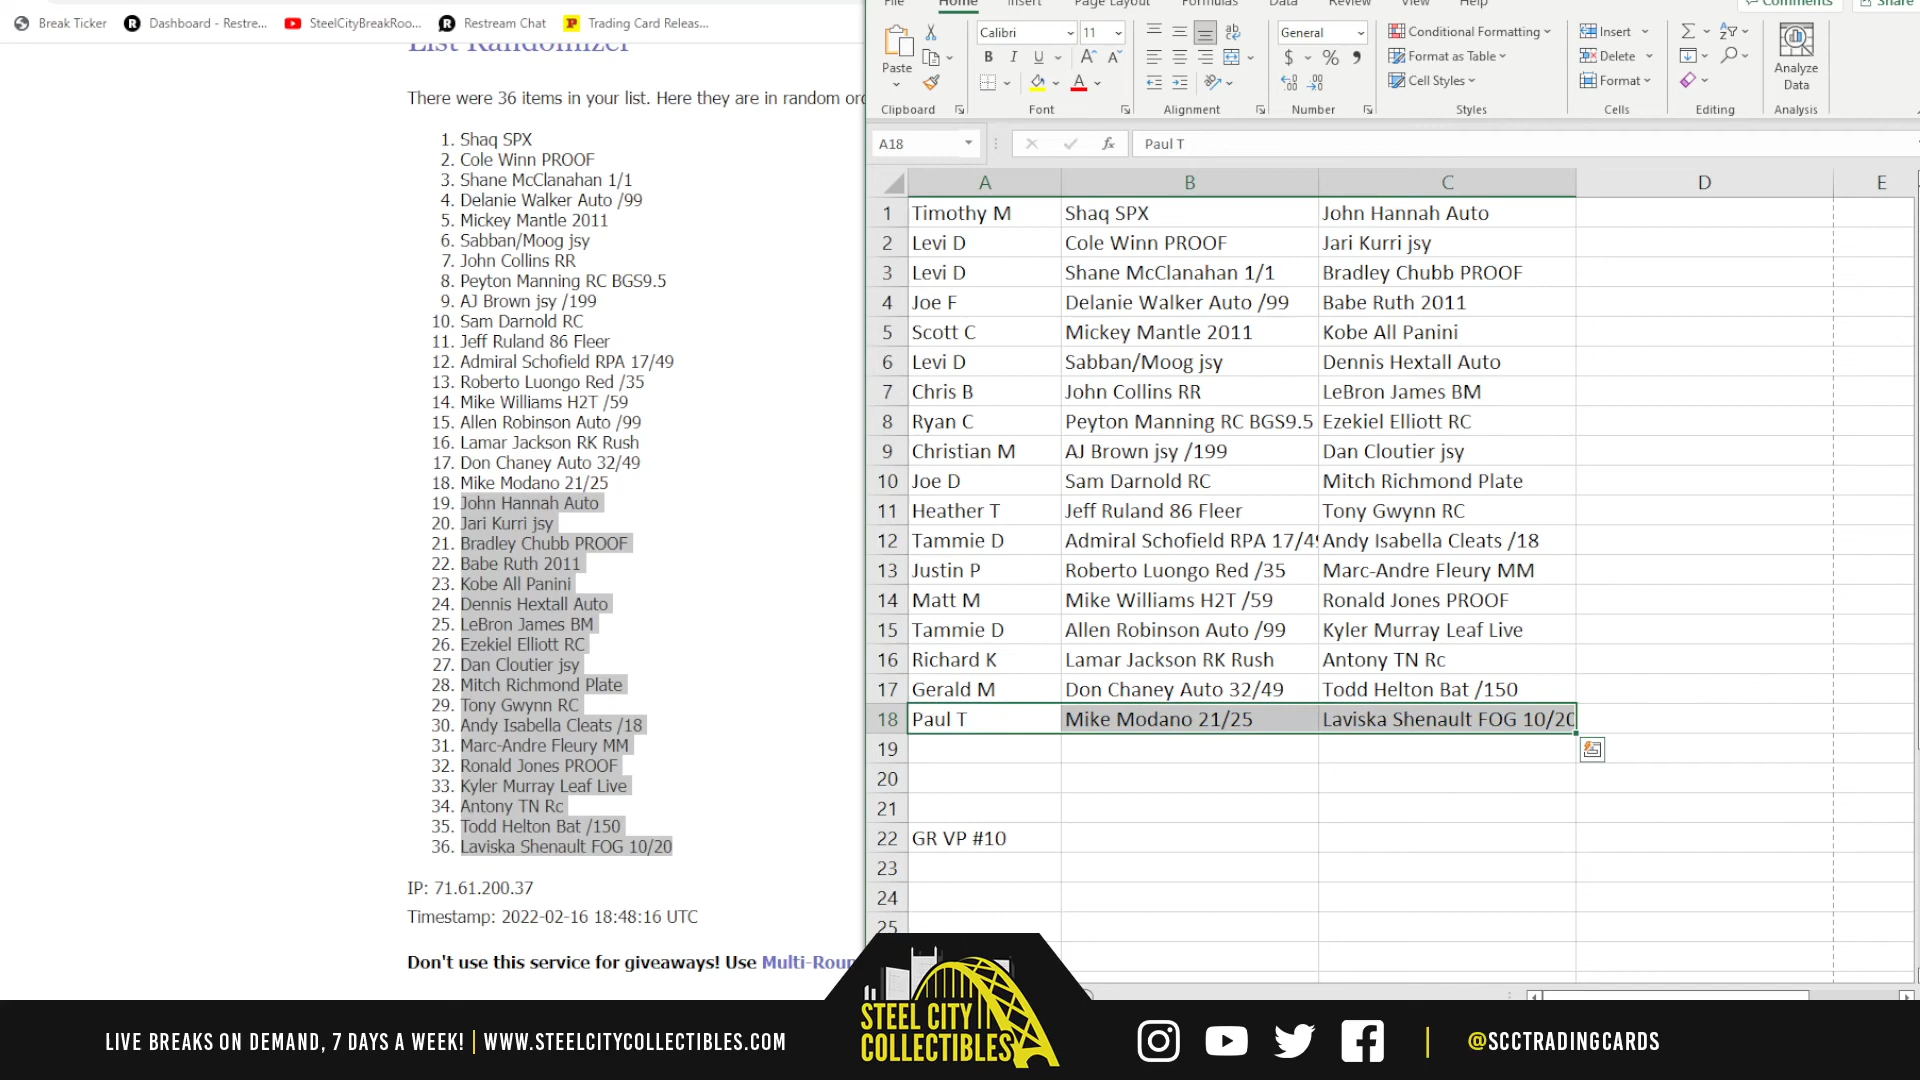 Break Ticker
Dashboard - Restre...
SteelCityBreakRoo...
Restream Chat
Trading Card Releas...
List Randomizer
There were 36 items in your list. Here they are in random ord
1. Shaq SPX
2. Cole Winn PROOF
3. Shane McClanahan 1/1
4. Delanie Walker Auto /99
5. Mickey Mantle 2011
6. Sabban/Moog jsy
7. John Collins RR
8. Peyton Manning RC BGS9.5
9. AJ Brown jsy /199
10. Sam Darnold RC
11. Jeff Ruland 86 Fleer
12. Admiral Schofield RPA 17/49
13. Roberto Luongo Red /35
14. Mike Williams H2T /59
15. Allen Robinson Auto /99
16. Lamar Jackson RK Rush
17. Don Chaney Auto 32/49
18. Mike Modano 21/25
19. John Hannah Auto
20. Jari Kurri jsy
21. Bradley Chubb PROOF
22. Babe Ruth 2011
23. Kobe All Panini
24. Dennis Hextall Auto
25. LeBron James BM
26. Ezekiel Elliott RC
27. Dan Cloutier jsy
28. Mitch Richmond Plate
29. Tony Gwynn RC
30. Andy Isabella Cleats /18
31. Marc-Andre Fleury MM
32. Ronald Jones PROOF
33. Kyler Murray Leaf Live
34. Antony TN Rc
35. Todd Helton Bat /150
36. Laviska Shenault FOG 10/20
IP: 71.61.200.37
Timestamp: 2022-02-16 18:48:16 UTC
Don't use this service for giveaways! Use Multi-Roun
File Home Insert Page Layout Formulas Data Review View Help Comments Share
Paste
Clipboard
Calibri 11
B I U A A
A
Font
Alignment
General
$ % 9
Number
Conditional Formatting
Format as Table
Cell Styles
Styles
Insert
Delete
Format
Cells
Editing
Analyze
Data
Analysis
A18 fx Paul T
A B C D E
1 Timothy M Shaq SPX John Hannah Auto
2 Levi D Cole Winn PROOF Jari Kurri jsy
3 Levi D Shane McClanahan 1/1 Bradley Chubb PROOF
4 Joe F Delanie Walker Auto /99 Babe Ruth 2011
5 Scott C Mickey Mantle 2011 Kobe All Panini
6 Levi D Sabban/Moog jsy Dennis Hextall Auto
7 Chris B John Collins RR LeBron James BM
8 Ryan C Peyton Manning RC BGS9.5 Ezekiel Elliott RC
9 Christian M AJ Brown jsy /199 Dan Cloutier jsy
10 Joe D Sam Darnold RC Mitch Richmond Plate
11 Heather T Jeff Ruland 86 Fleer Tony Gwynn RC
12 Tammie D Admiral Schofield RPA 17/49 Andy Isabella Cleats /18
13 Justin P Roberto Luongo Red /35 Marc-Andre Fleury MM
14 Matt M Mike Williams H2T /59 Ronald Jones PROOF
15 Tammie D Allen Robinson Auto /99 Kyler Murray Leaf Live
16 Richard K Lamar Jackson RK Rush Antony TN Rc
17 Gerald M Don Chaney Auto 32/49 Todd Helton Bat /150
18 Paul T Mike Modano 21/25 Laviska Shenault FOG 10/20
19
20
21
22 GR VP #10
23
24
25
LIVE BREAKS ON DEMAND, 7 DAYS A WEEK! | WWW.STEELCITYCOLLECTIBLES.COM
STEEL CITY
COLLECTIBLES
@SCCTRADINGCARDS